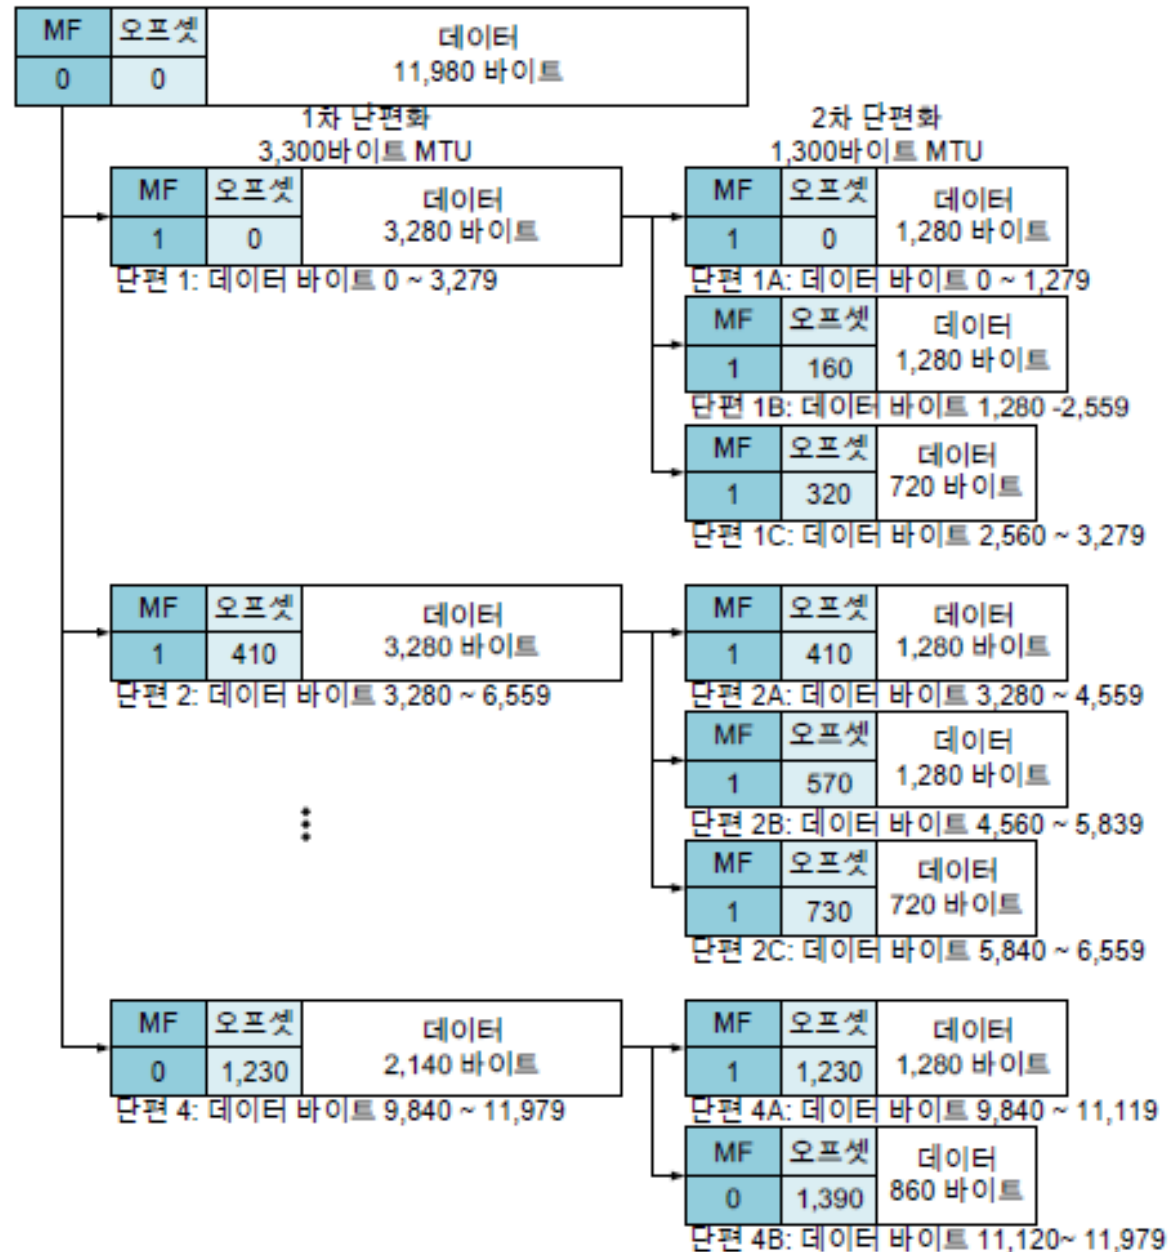 MF 오프셋 데이터
0 0 11,980 바이트
1차 단편화
3,300바이트 MTU
2차 단편화
1,300바이트 MTU
MF 오프셋 데이터
1 0 3,280 바이트
단편 1: 데이터 바이트 0 ~ 3,279
MF 오프셋 데이터
1 0 1,280 바이트
단편 1A: 데이터 바이트 0 ~ 1,279
MF 오프셋 데이터
1 160 1,280 바이트
단편 1B: 데이터 바이트 1,280 -2,559
MF 오프셋 데이터
1 320 720 바이트
단편 1C: 데이터 바이트 2,560 ~ 3,279
MF 오프셋 데이터
1 410 3,280 바이트
단편 2: 데이터 바이트 3,280 ~ 6,559
MF 오프셋 데이터
1 410 1,280 바이트
단편 2A: 데이터 바이트 3,280 ~ 4,559
MF 오프셋 데이터
1 570 1,280 바이트
단편 2B: 데이터 바이트 4,560 ~ 5,839
MF 오프셋 데이터
1 730 720 바이트
단편 2C: 데이터 바이트 5,840 ~ 6,559
MF 오프셋 데이터
0 1,230 2,140 바이트
단편 4: 데이터 바이트 9,840 ~ 11,979
MF 오프셋 데이터
1 1,230 1,280 바이트
단편 4A: 데이터 바이트 9,840 ~ 11,119
MF 오프셋 데이터
0 1,390 860 바이트
단편 4B: 데이터 바이트 11,120~ 11,979